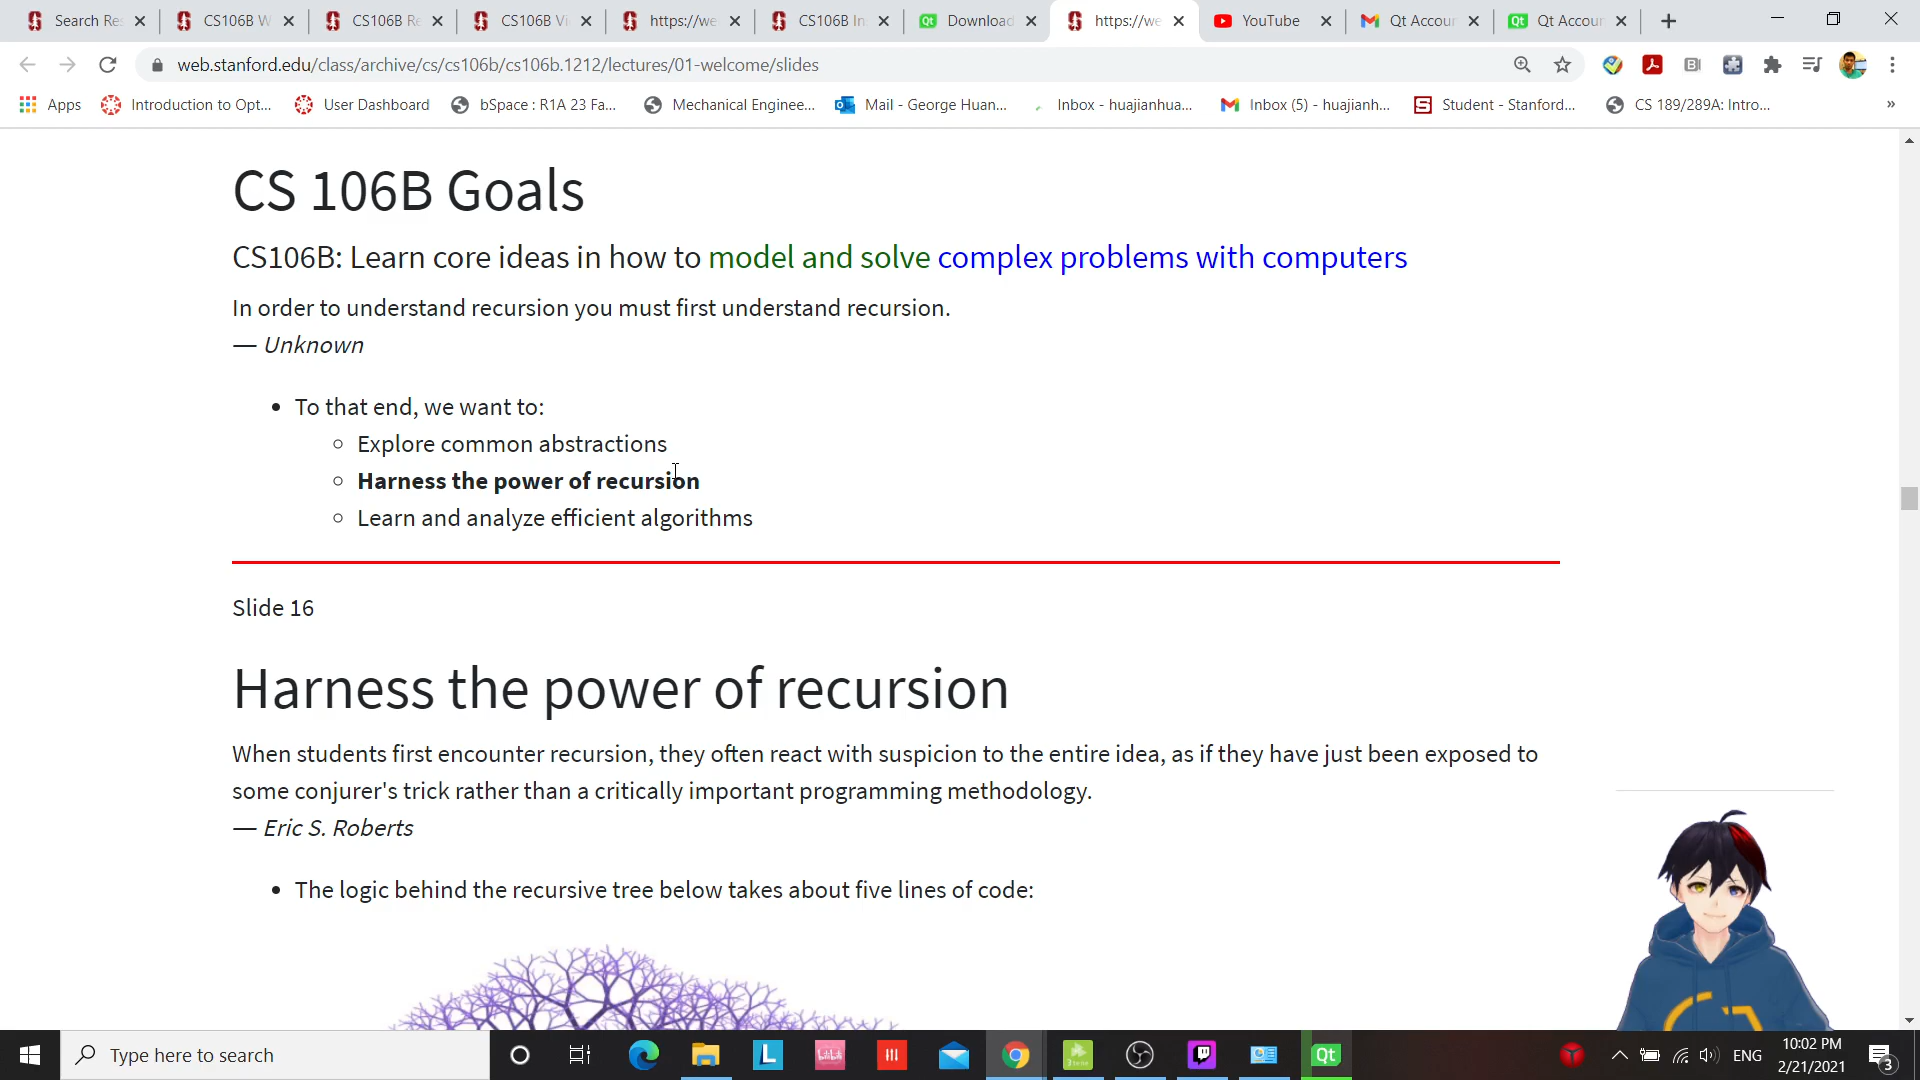 Search Res
CS106B W
CS106B Re
CS106B Vi
https://we
CS106B In
Download
https://we
YouTube
Qt Accoun
Qt Accoun
web.stanford.edu/class/archive/cs/cs106b/cs106b.1212/lectures/01-welcome/slides
Apps
Introduction to Opt...
User Dashboard
bSpace : R1A 23 Fa...
Mechanical Enginee...
Mail - George Huan...
Inbox - huajianhua...
Inbox (5) - huajianh...
Student - Stanford...
CS 189/289A: Intro...
»
CS 106B Goals
CS106B: Learn core ideas in how to model and solve complex problems with computers
In order to understand recursion you must first understand recursion.
— Unknown
• To that end, we want to:
◦ Explore common abstractions
◦ Harness the power of recursion
◦ Learn and analyze efficient algorithms
Slide 16
Harness the power of recursion
When students first encounter recursion, they often react with suspicion to the entire idea, as if they have just been exposed to
some conjurer's trick rather than a critically important programming methodology.
— Eric S. Roberts
• The logic behind the recursive tree below takes about five lines of code:
Type here to search
ENG
10:02 PM
2/21/2021
3